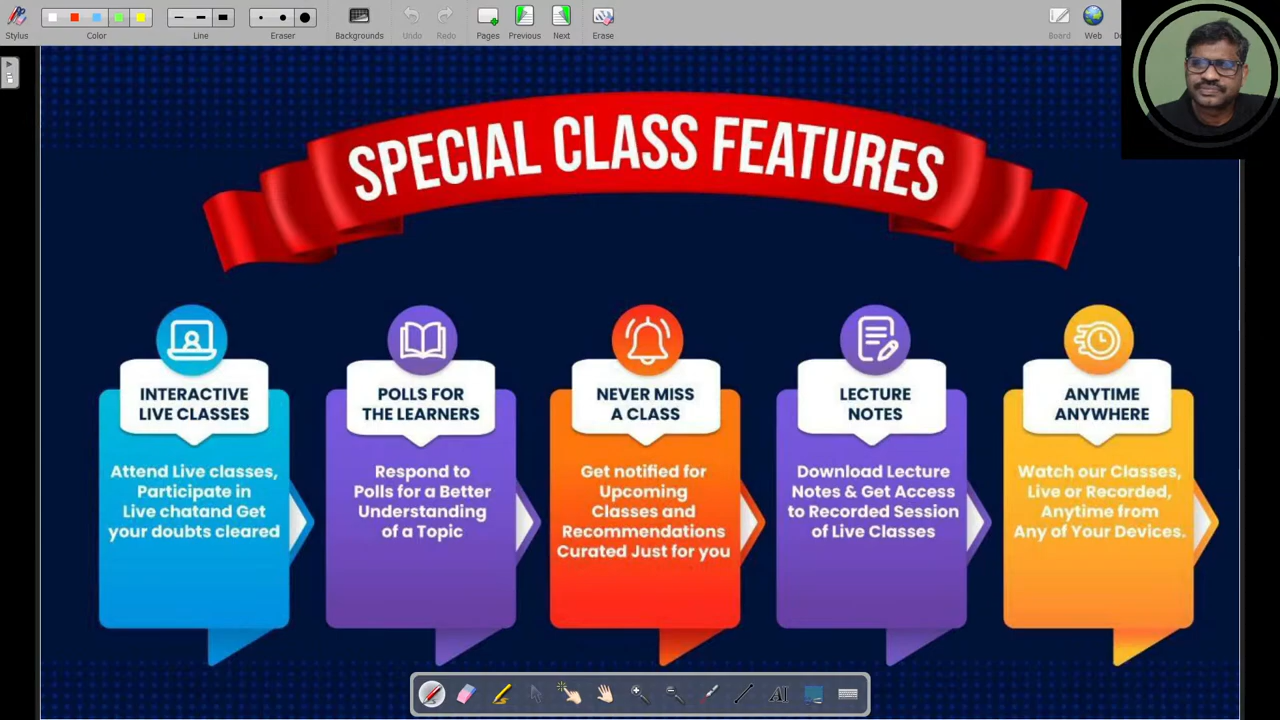 Stylus
Color
Line
Eraser
Backgrounds
Undo
Redo
Pages
Previous
Next
Erase
Board
Web
SPECIAL CLASS FEATURES
INTERACTIVE
LIVE CLASSES
Attend Live classes,
Participate in
Live chatand Get
your doubts cleared
POLLS FOR
THE LEARNERS
Respond to
Polls for a Better
Understanding
of a Topic
NEVER MISS
A CLASS
Get notified for
Upcoming
Classes and
Recommendations
Curated Just for you
LECTURE
NOTES
Download Lecture
Notes & Get Access
to Recorded Session
of Live Classes
ANYTIME
ANYWHERE
Watch our Classes,
Live or Recorded,
Anytime from
Any of Your Devices.
AI